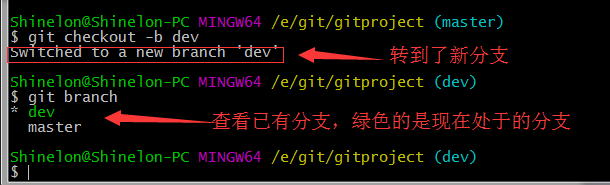 Shinelon@Shinelon-PC MINGW64 /e/git/gitproject (master)
$ git checkout -b dev
Switched to a new branch 'dev'
转到了新分支
Shinelon@Shinelon-PC MINGW64 /e/git/gitproject (dev)
$ git branch
* dev
查看已有分支，绿色的是现在处于的分支
master
Shinelon@Shinelon-PC MINGW64 /e/git/gitproject (dev)
$